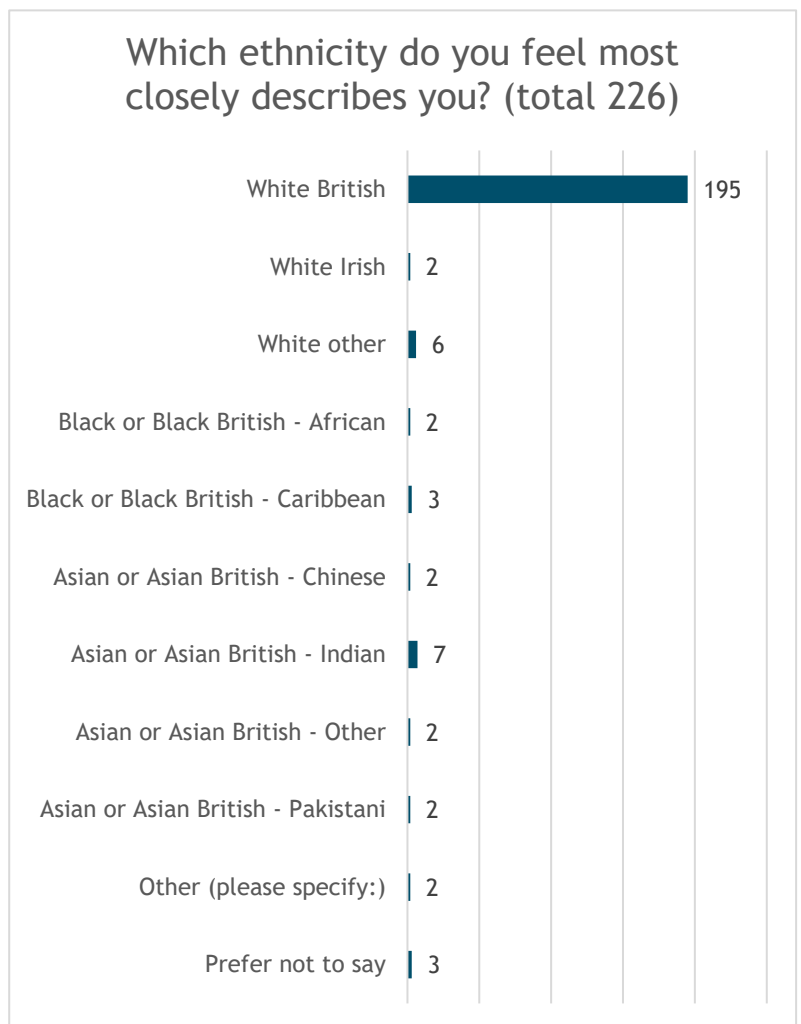 Which ethnicity do you feel most
closely describes you? (total 226)
White British 195
White Irish 2
White other 6
Black or Black British - African 2
Black or Black British - Caribbean 3
Asian or Asian British - Chinese 2
Asian or Asian British - Indian 7
Asian or Asian British - Other 2
Asian or Asian British - Pakistani 2
Other (please specify:) 2
Prefer not to say 3